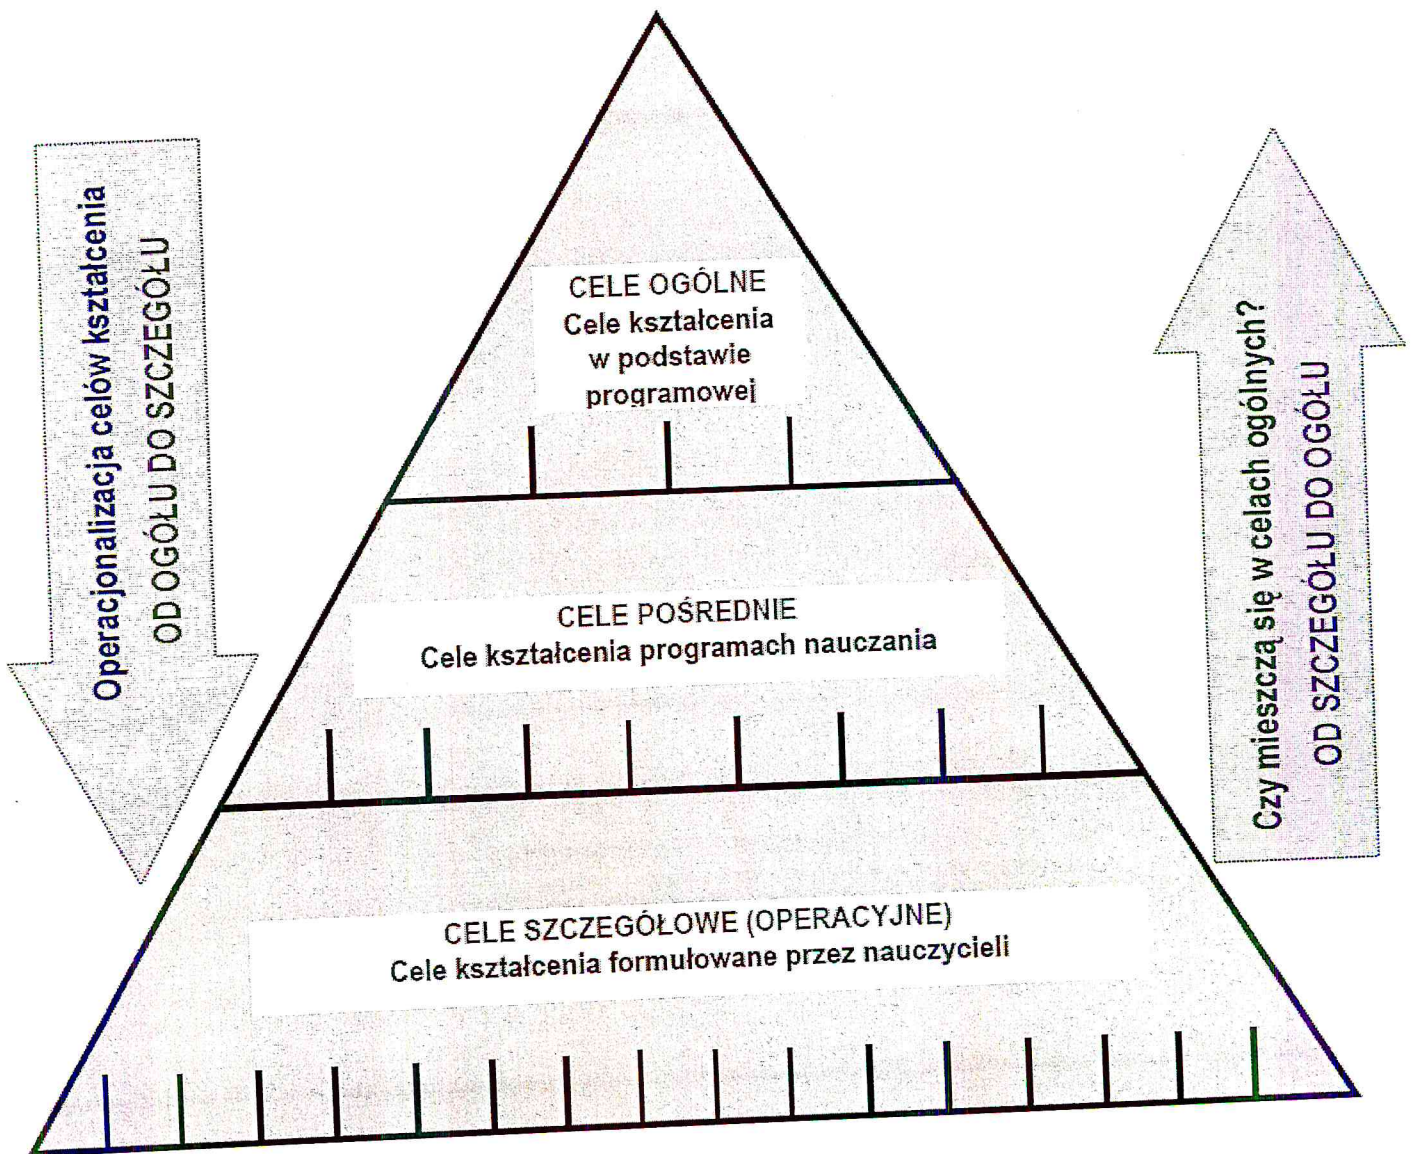 Operacjonalizacja celów kształcenia
OD OGÓŁU DO SZCZEGÓŁU
CELE OGÓLNE
Cele kształcenia
w podstawie
programowej
CELE POŚREDNIE
Cele kształcenia programach nauczania
CELE SZCZEGÓŁOWE (OPERACYJNE)
Cele kształcenia formułowane przez nauczycieli
Czy mieszczą się w celach ogólnych?
OD SZCZEGÓŁU DO OGÓŁU